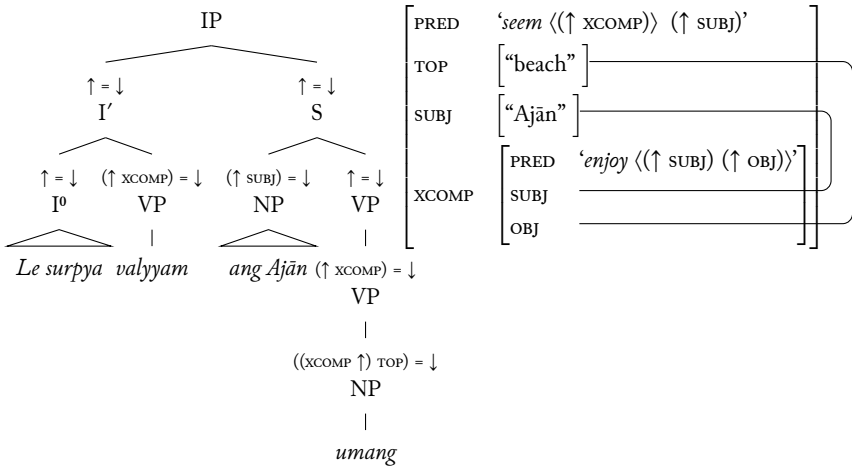 IP
↑ = ↓ ↑ = ↓
I′ S
↑ = ↓ (↑ XCOMP) = ↓ (↑ SUBJ) = ↓ ↑ = ↓
I⁰ VP NP VP
Le surpya valyyam ang Ajān (↑ XCOMP) = ↓
VP
((XCOMP ↑) TOP) = ↓
NP
umang
PRED ‘seem ⟨(↑ XCOMP)⟩ (↑ SUBJ)’
TOP [“beach”]
SUBJ [“Ajān”]
XCOMP
PRED ‘enjoy ⟨(↑ SUBJ) (↑ OBJ)⟩’
SUBJ
OBJ